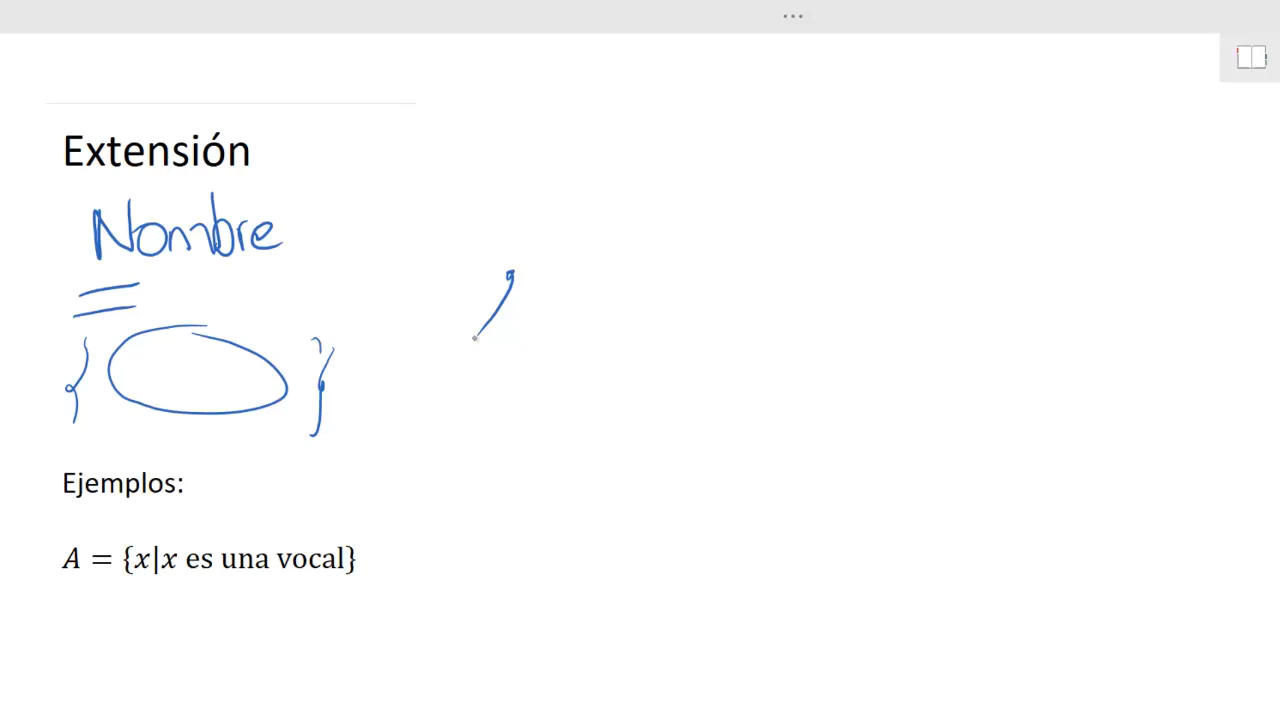 Extensión
Nombre
=
{ }
Ejemplos:
A = {x|x es una vocal}